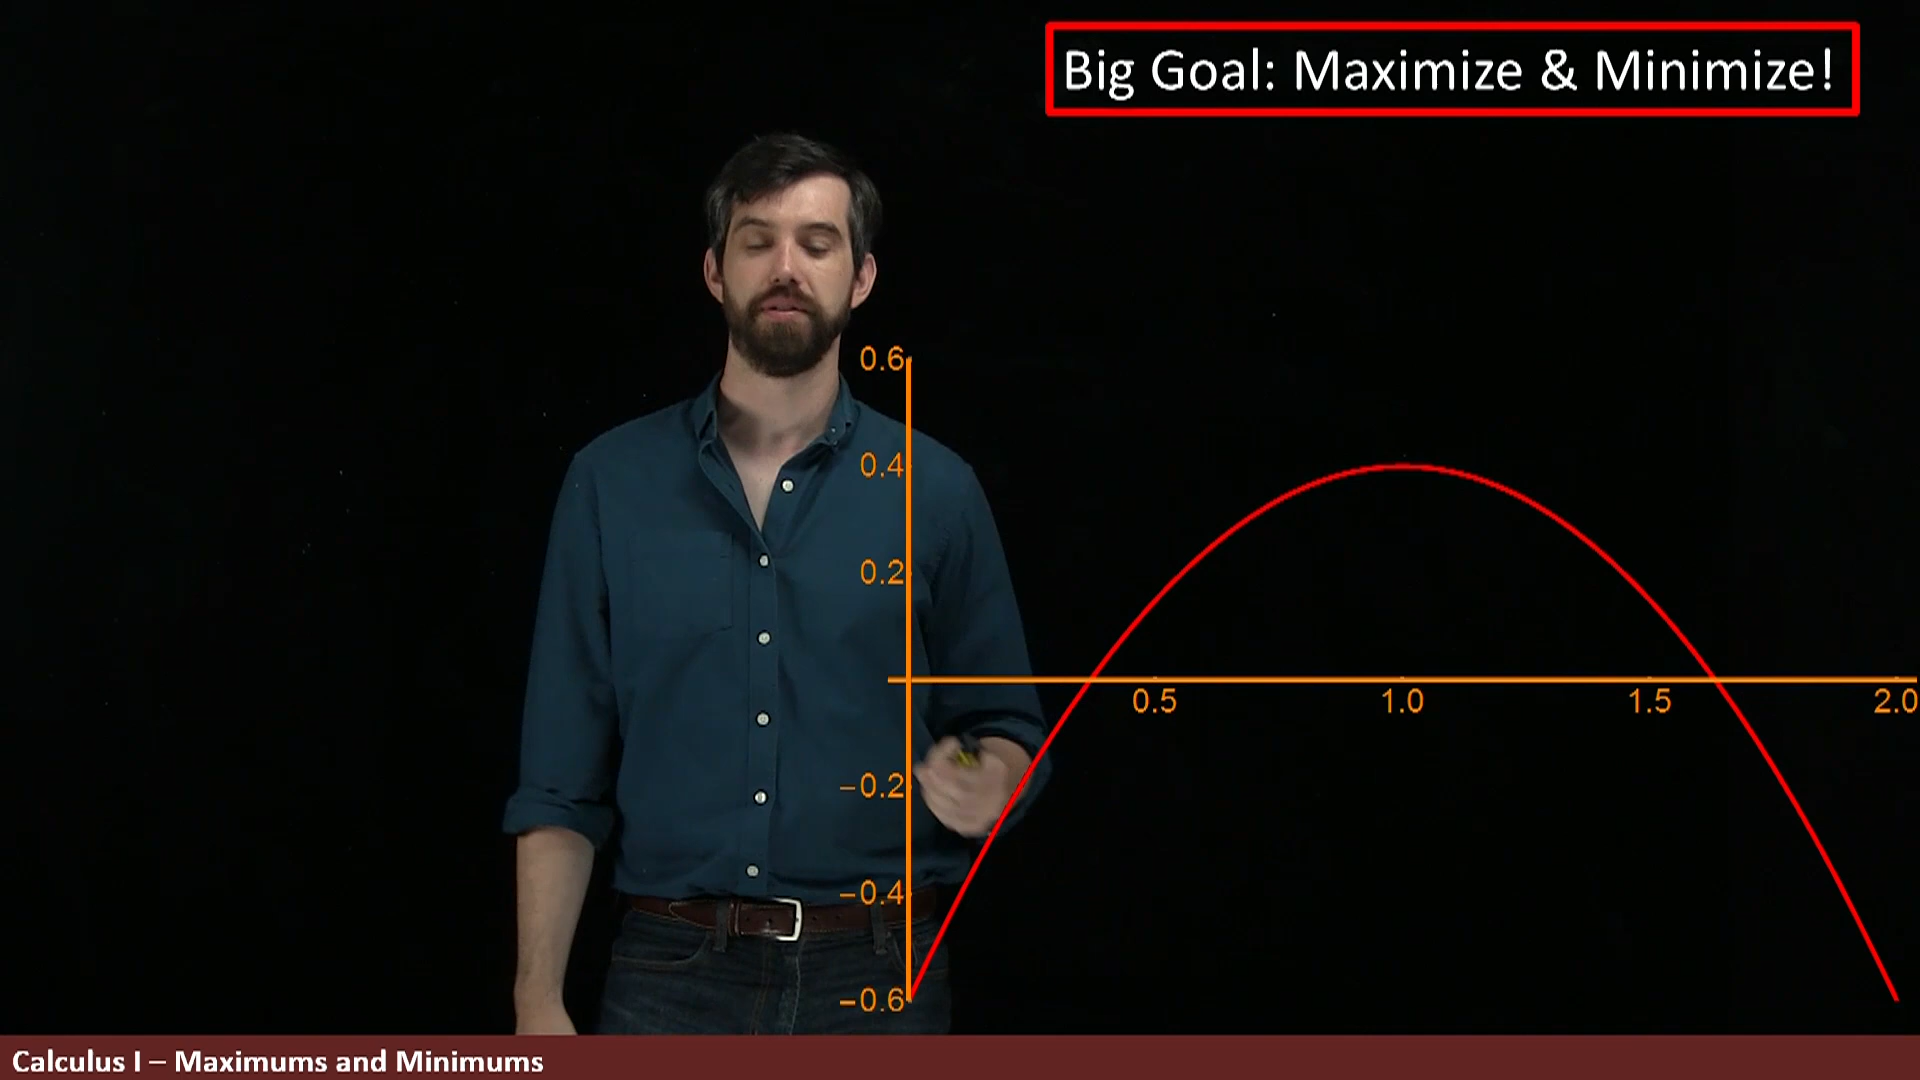 Big Goal: Maximize & Minimize!
0.6
0.4
0.2
0.5 1.0 1.5 2.0
−0.2
−0.4
−0.6
Calculus I – Maximums and Minimums